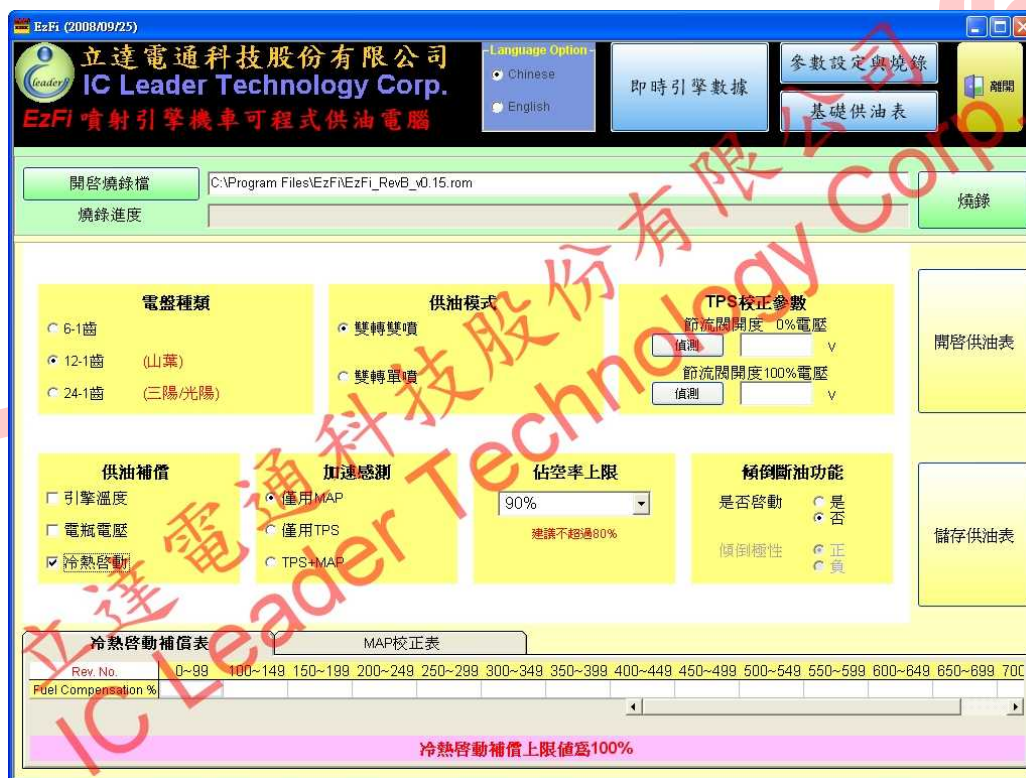 EzFi (2008/09/25)
立達電通科技股份有限公司
IC Leader Technology Corp.
EzFi 噴射引擎機車可程式供油電腦
Leader
Language Option
Chinese
English
即時引擎數據
參數設定與燒錄
基礎供油表
離開
開啓燒錄檔
C:\Program Files\EzFi\EzFi_RevB_v0.15.rom
燒錄進度
燒錄
電盤種類
6-1齒
12-1齒 (山葉)
24-1齒 (三陽/光陽)
供油模式
雙轉雙噴
雙轉單噴
TPS校正參數
節流閥開度 0%電壓
偵測 V
節流閥開度100%電壓
偵測 V
開啓供油表
供油補償
引擎溫度
電瓶電壓
冷熱啓動
加速感測
僅用MAP
僅用TPS
TPS+MAP
佔空率上限
90%
建議不超過80%
傾倒斷油功能
是否啓動 是
否
傾倒極性 正
負
儲存供油表
冷熱啓動補償表 MAP校正表
Rev. No. 0~99 100~149 150~199 200~249 250~299 300~349 350~399 400~449 450~499 500~549 550~599 600~649 650~699 700
Fuel Compensation %
冷熱啓動補償上限値爲100%
立達電通科技股份有限公司
IC Leader Technology Corp.